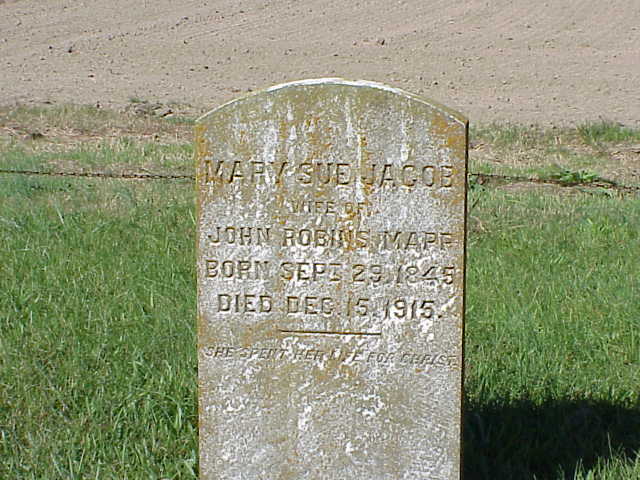 MARY SUE JACOB
WIFE OF
JOHN ROBINS MAPP
BORN SEPT 29, 1845
DIED DEC. 15, 1915.
SHE SPENT HER LIFE FOR CHRIST.